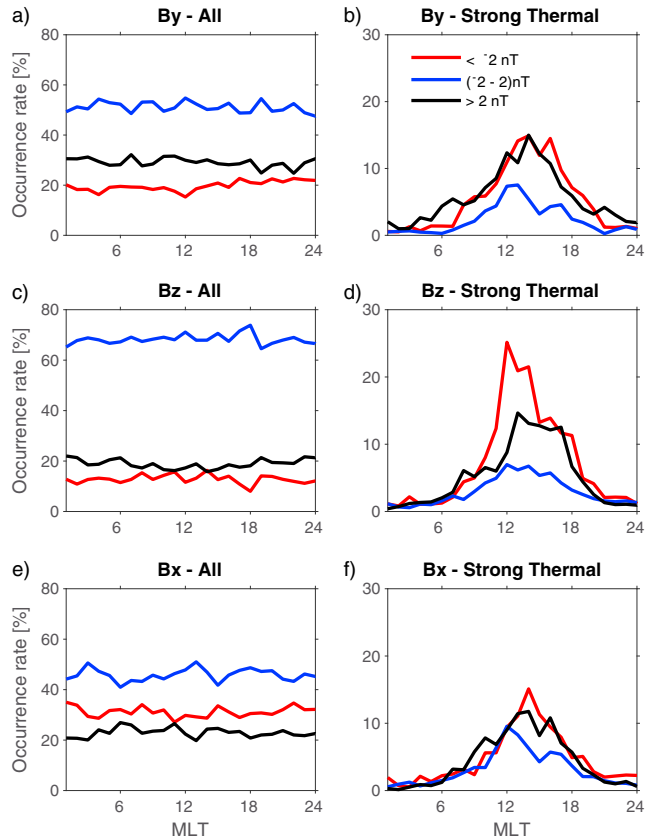 a) By - All
b) By - Strong Thermal
Occurrence rate [%]
80
60
40
20
0
6 12 18 24
30
20
10
0
< ⁻2 nT
(⁻2 - 2)nT
> 2 nT
6 12 18 24
c) Bz - All
d) Bz - Strong Thermal
Occurrence rate [%]
80
60
40
20
0
6 12 18 24
30
20
10
0
6 12 18 24
e) Bx - All
f) Bx - Strong Thermal
Occurrence rate [%]
80
60
40
20
0
6 12 18 24
MLT
30
20
10
0
6 12 18 24
MLT